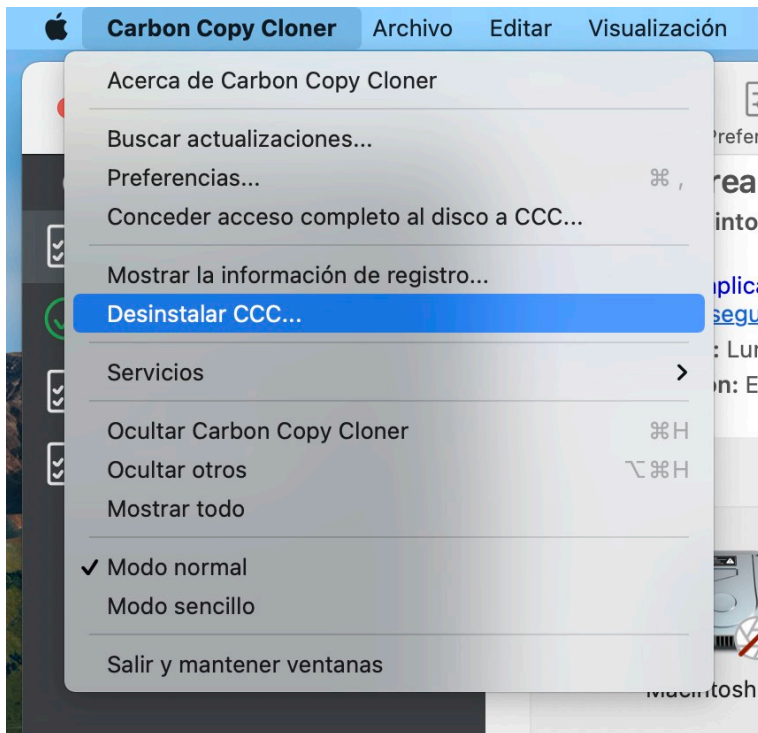 Carbon Copy Cloner Archivo Editar Visualización
Acerca de Carbon Copy Cloner
Buscar actualizaciones...
Preferencias... ⌘ ,
Conceder acceso completo al disco a CCC...
Mostrar la información de registro...
Desinstalar CCC...
Servicios
Ocultar Carbon Copy Cloner ⌘H
Ocultar otros ⌥⌘H
Mostrar todo
Modo normal
Modo sencillo
Salir y mantener ventanas